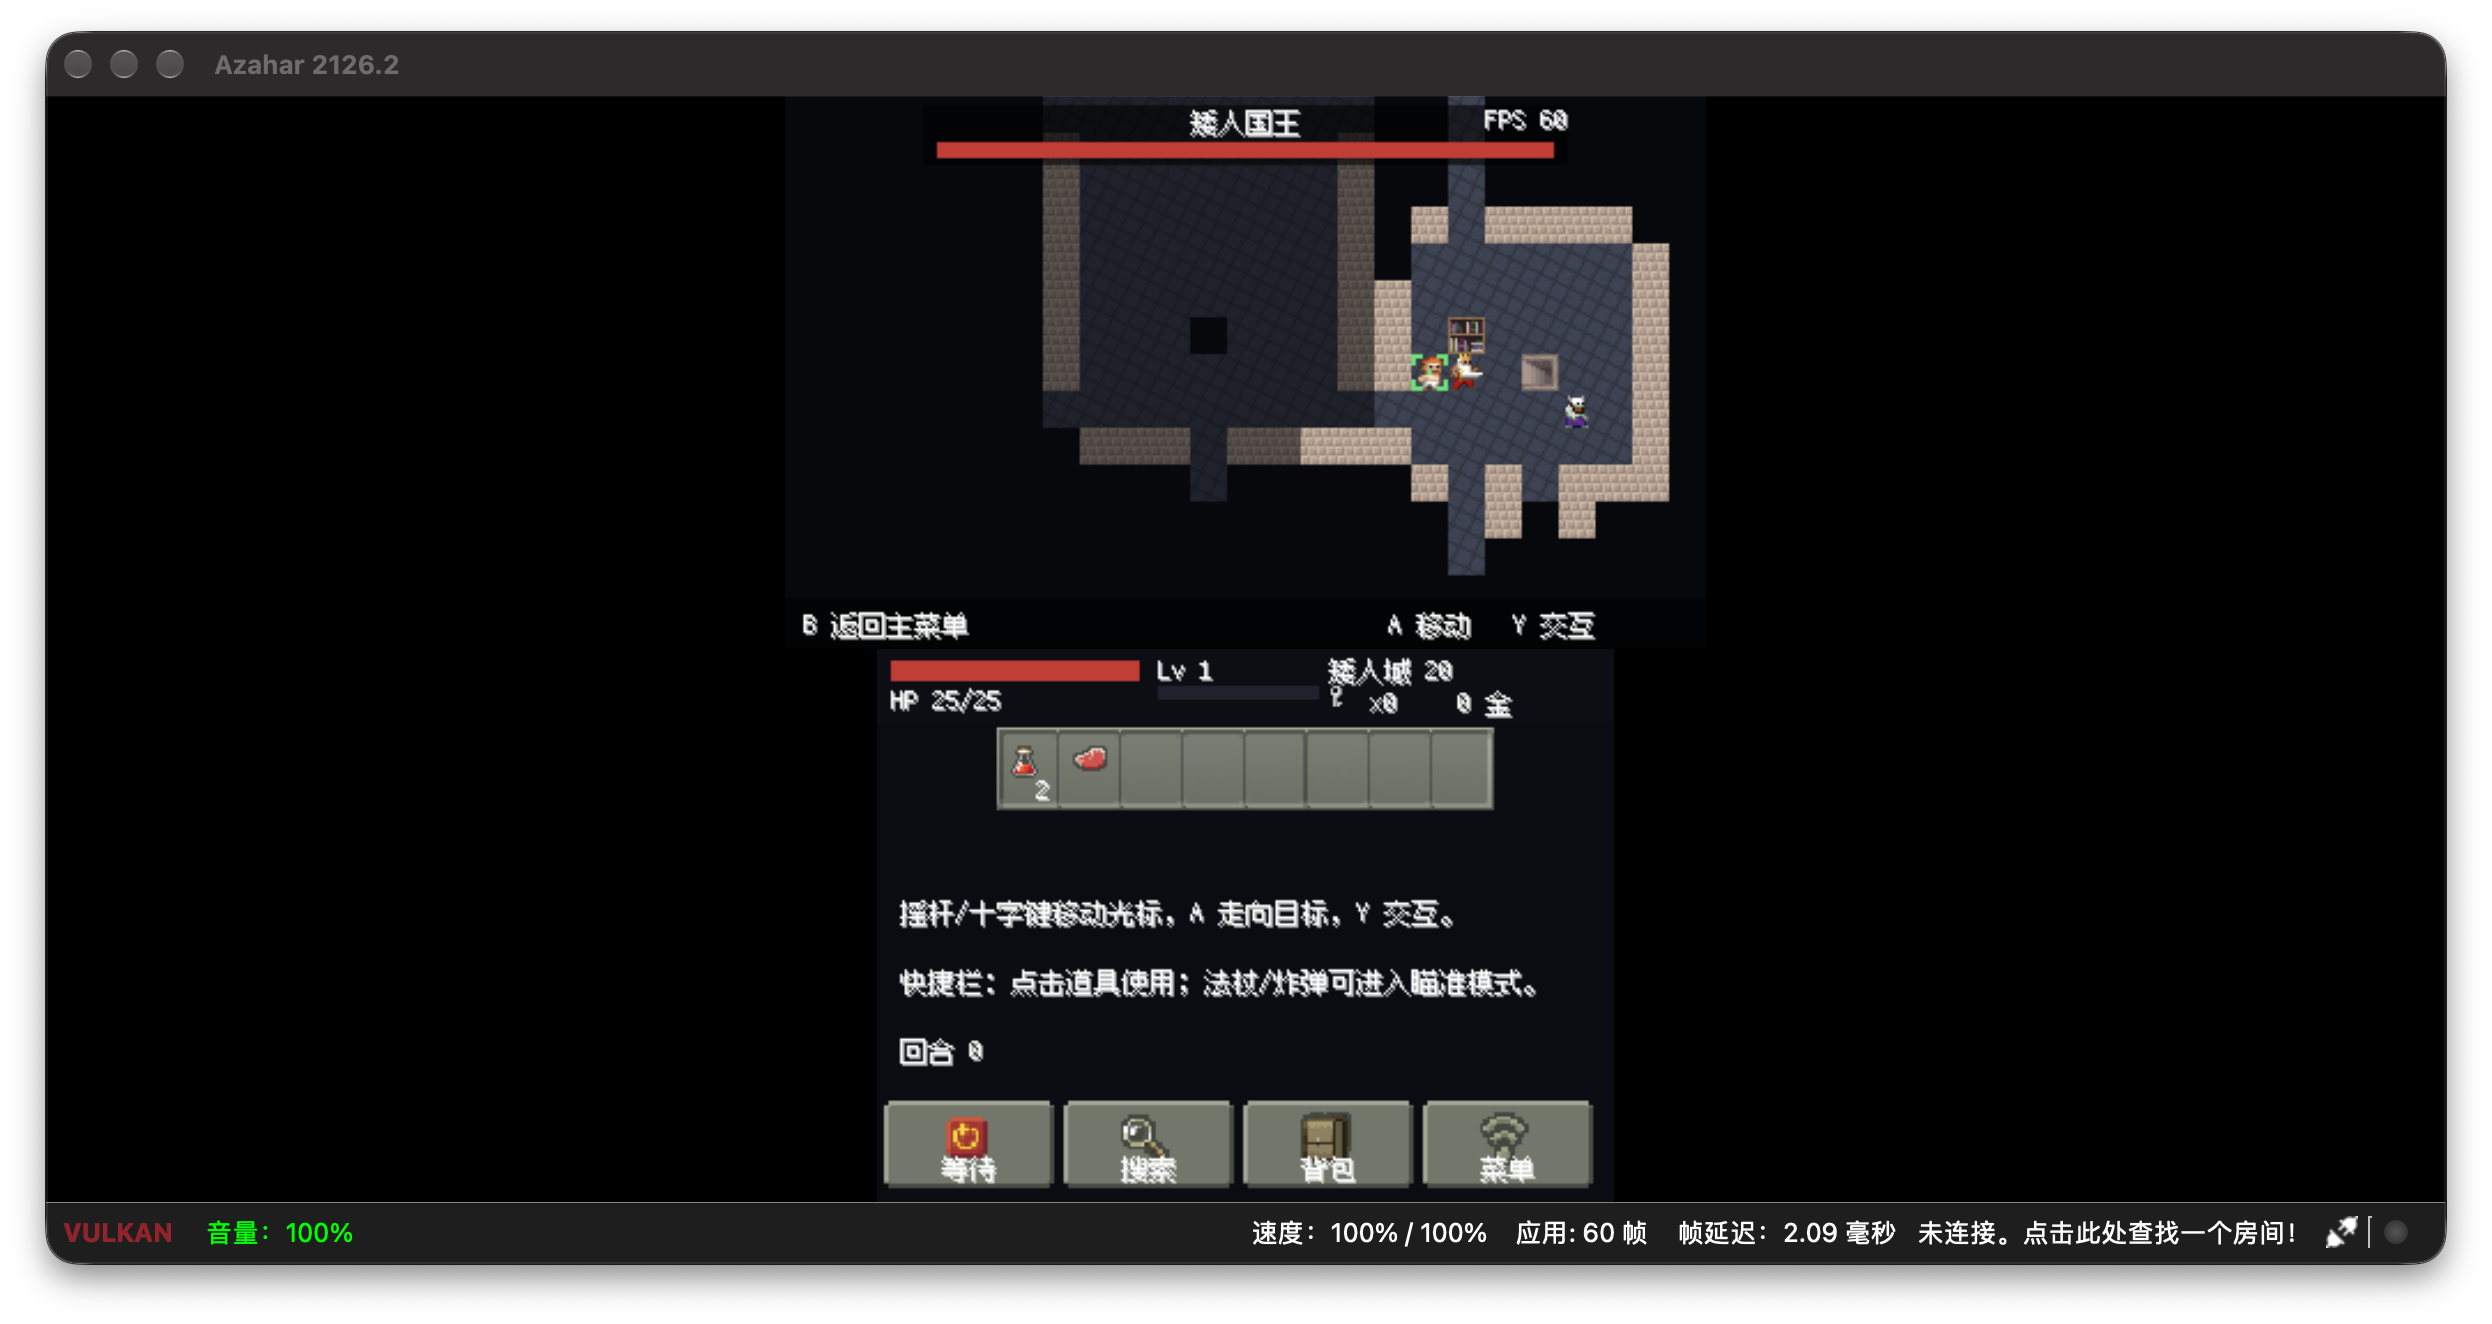 Azahar 2126.2
矮人国王
FPS 60
B 返回主菜单
A 移动
Y 交互
Lv 1
矮人城 20
HP 25/25
x0
0 金
2
摇杆/十字键移动光标，A 走向目标，Y 交互。
快捷栏：点击道具使用；法杖/炸弹可进入瞄准模式。
回合 0
等待
搜索
背包
菜单
VULKAN
音量：100%
速度：100% / 100%
应用: 60 帧
帧延迟：2.09 毫秒
未连接。点击此处查找一个房间！